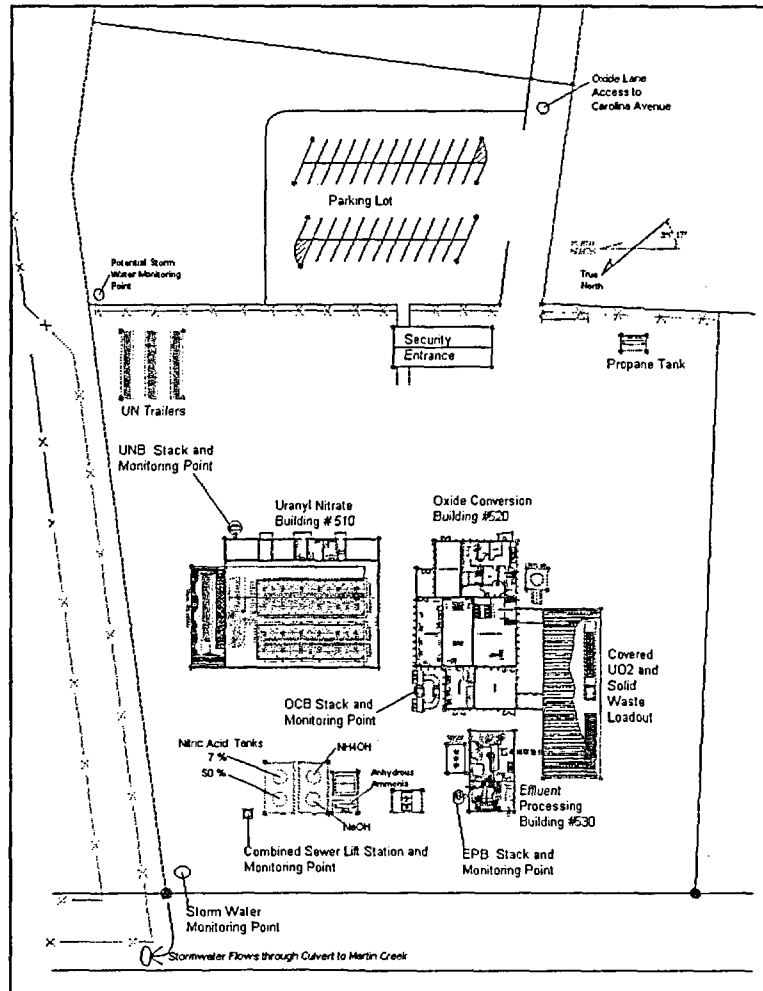 Oxide Lane
Access to
Carolina Avenue
Parking Lot
Potential Storm
Water Monitoring
Point
True
North
Security
Entrance
Propane Tank
UN Trailers
UNB Stack and
Monitoring Point
Uranyl Nitrate
Building #510
Oxide Conversion
Building #520
Covered
UO2 and
Solid
Waste
Loadout
OCB Stack and
Monitoring Point
Nitric Acid Tanks
7 %
50 %
NH4OH
Anhydrous
Ammonia
NaOH
Effluent
Processing
Building #530
Combined Sewer Lift Station and
Monitoring Point
EPB Stack and
Monitoring Point
Storm Water
Monitoring Point
Stormwater Flows through Culvert to Martin Creek